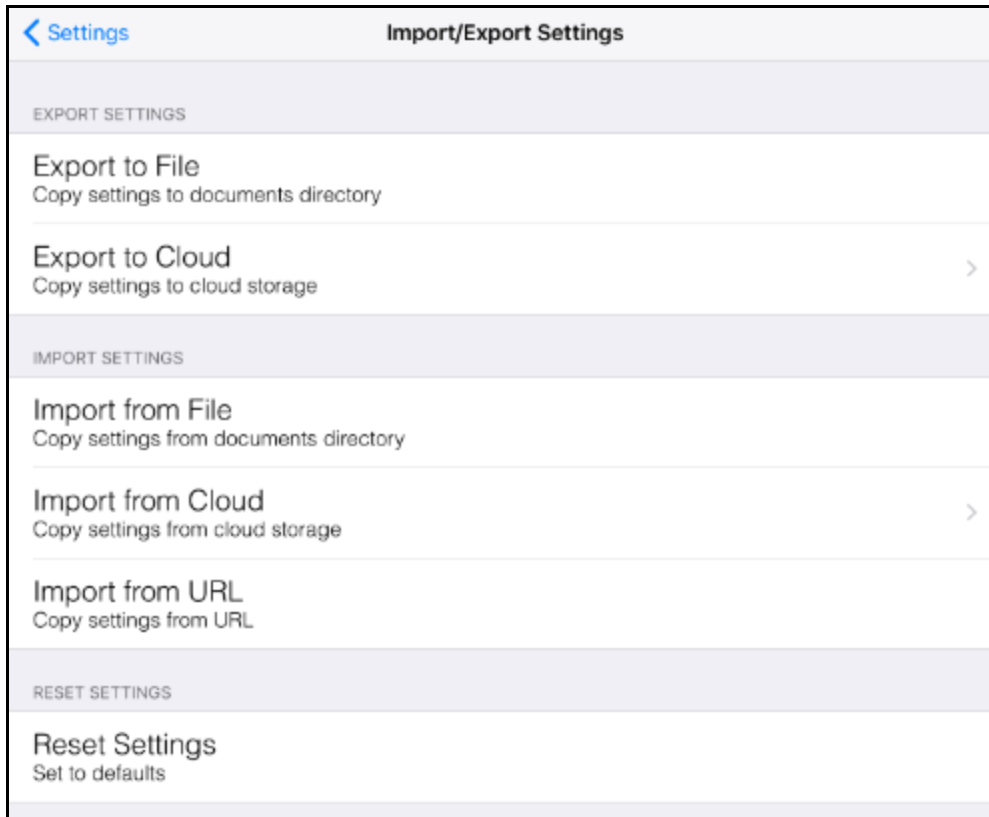 Settings
Import/Export Settings
EXPORT SETTINGS
Export to File
Copy settings to documents directory
Export to Cloud
Copy settings to cloud storage
IMPORT SETTINGS
Import from File
Copy settings from documents directory
Import from Cloud
Copy settings from cloud storage
Import from URL
Copy settings from URL
RESET SETTINGS
Reset Settings
Set to defaults